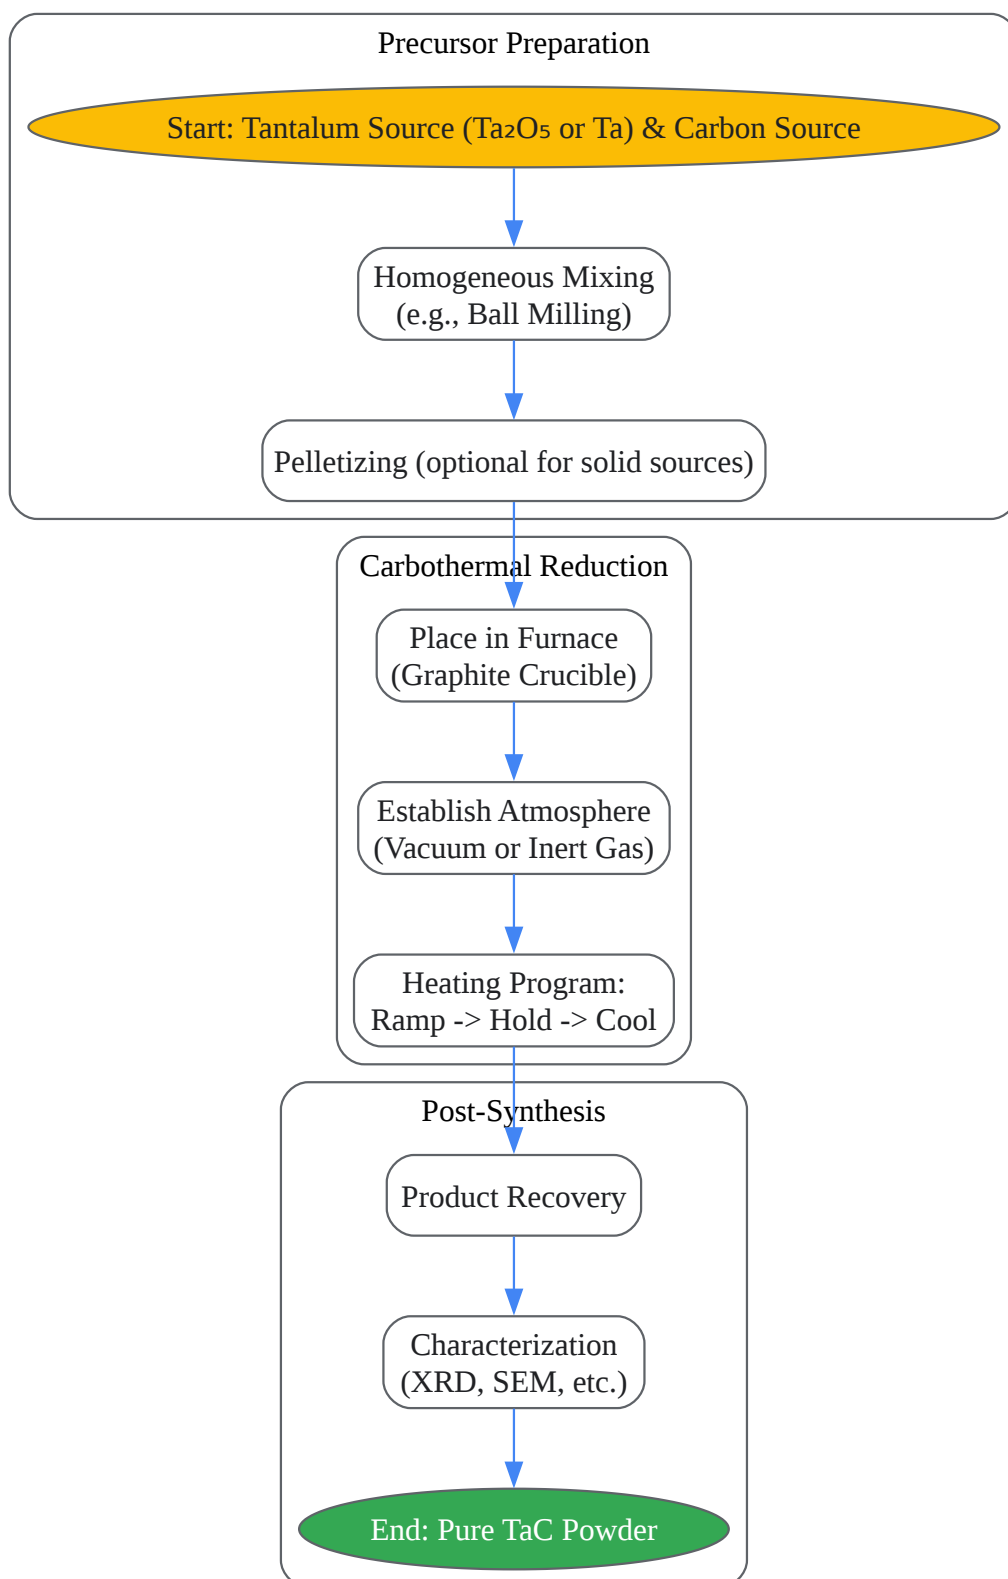 Precursor Preparation
Start: Tantalum Source (Ta₂O₅ or Ta) & Carbon Source
Homogeneous Mixing
(e.g., Ball Milling)
Pelletizing (optional for solid sources)
Carbothermal Reduction
Place in Furnace
(Graphite Crucible)
Establish Atmosphere
(Vacuum or Inert Gas)
Heating Program:
Ramp -> Hold -> Cool
Post-Synthesis
Product Recovery
Characterization
(XRD, SEM, etc.)
End: Pure TaC Powder